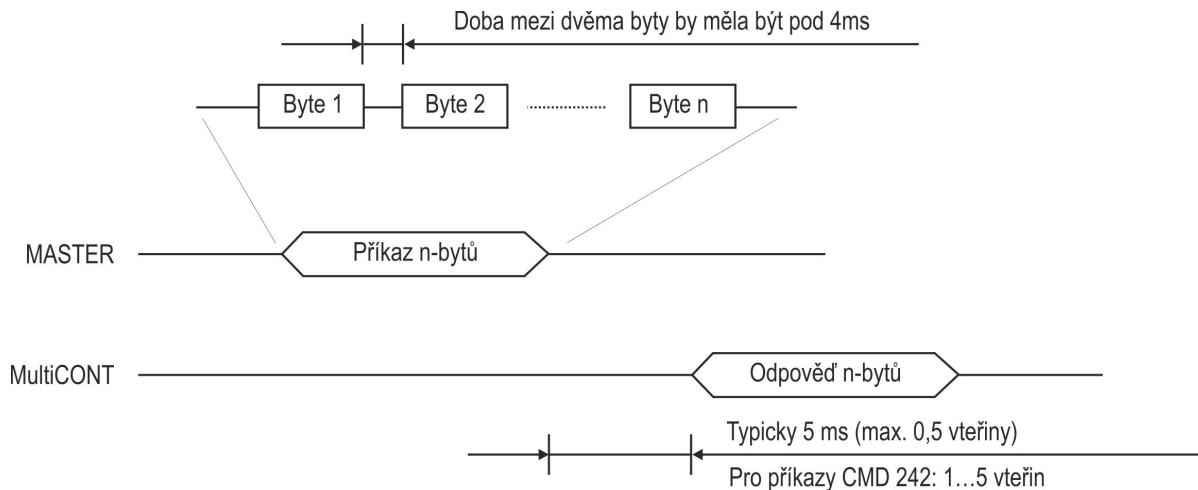 Doba mezi dvěma byty by měla být pod 4ms
Byte 1
Byte 2
Byte n
MASTER
Příkaz n-bytů
MultiCONT
Odpověď n-bytů
Typicky 5 ms (max. 0,5 vteřiny)
Pro příkazy CMD 242: 1…5 vteřin